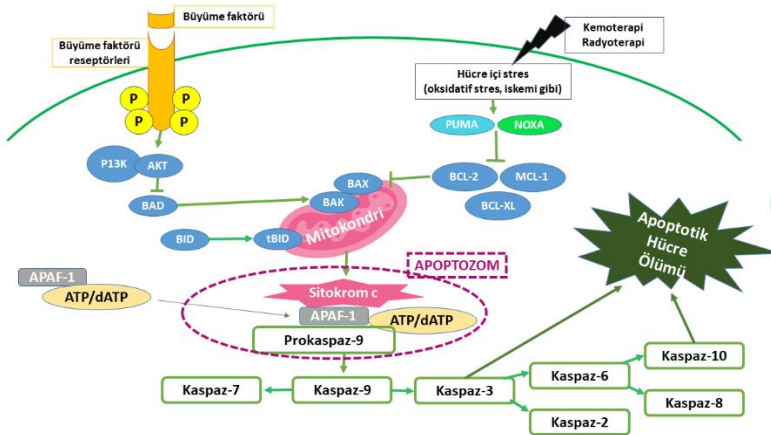 Büyüme faktörü
Büyüme faktörü
reseptörleri
Kemoterapi
Radyoterapi
Hücre içi stres
(oksidatif stres, iskemi gibi)
P
P
P
P
PUMA
NOXA
P13K
AKT
BAX
BCL-2
MCL-1
BAD
BAK
BCL-XL
Mitokondri
BID
tBID
Apoptotik
Hücre
Ölümü
APOPTOZOM
APAF-1
ATP/dATP
Sitokrom c
APAF-1
ATP/dATP
Prokaspaz-9
Kaspaz-10
Kaspaz-6
Kaspaz-7
Kaspaz-9
Kaspaz-3
Kaspaz-8
Kaspaz-2